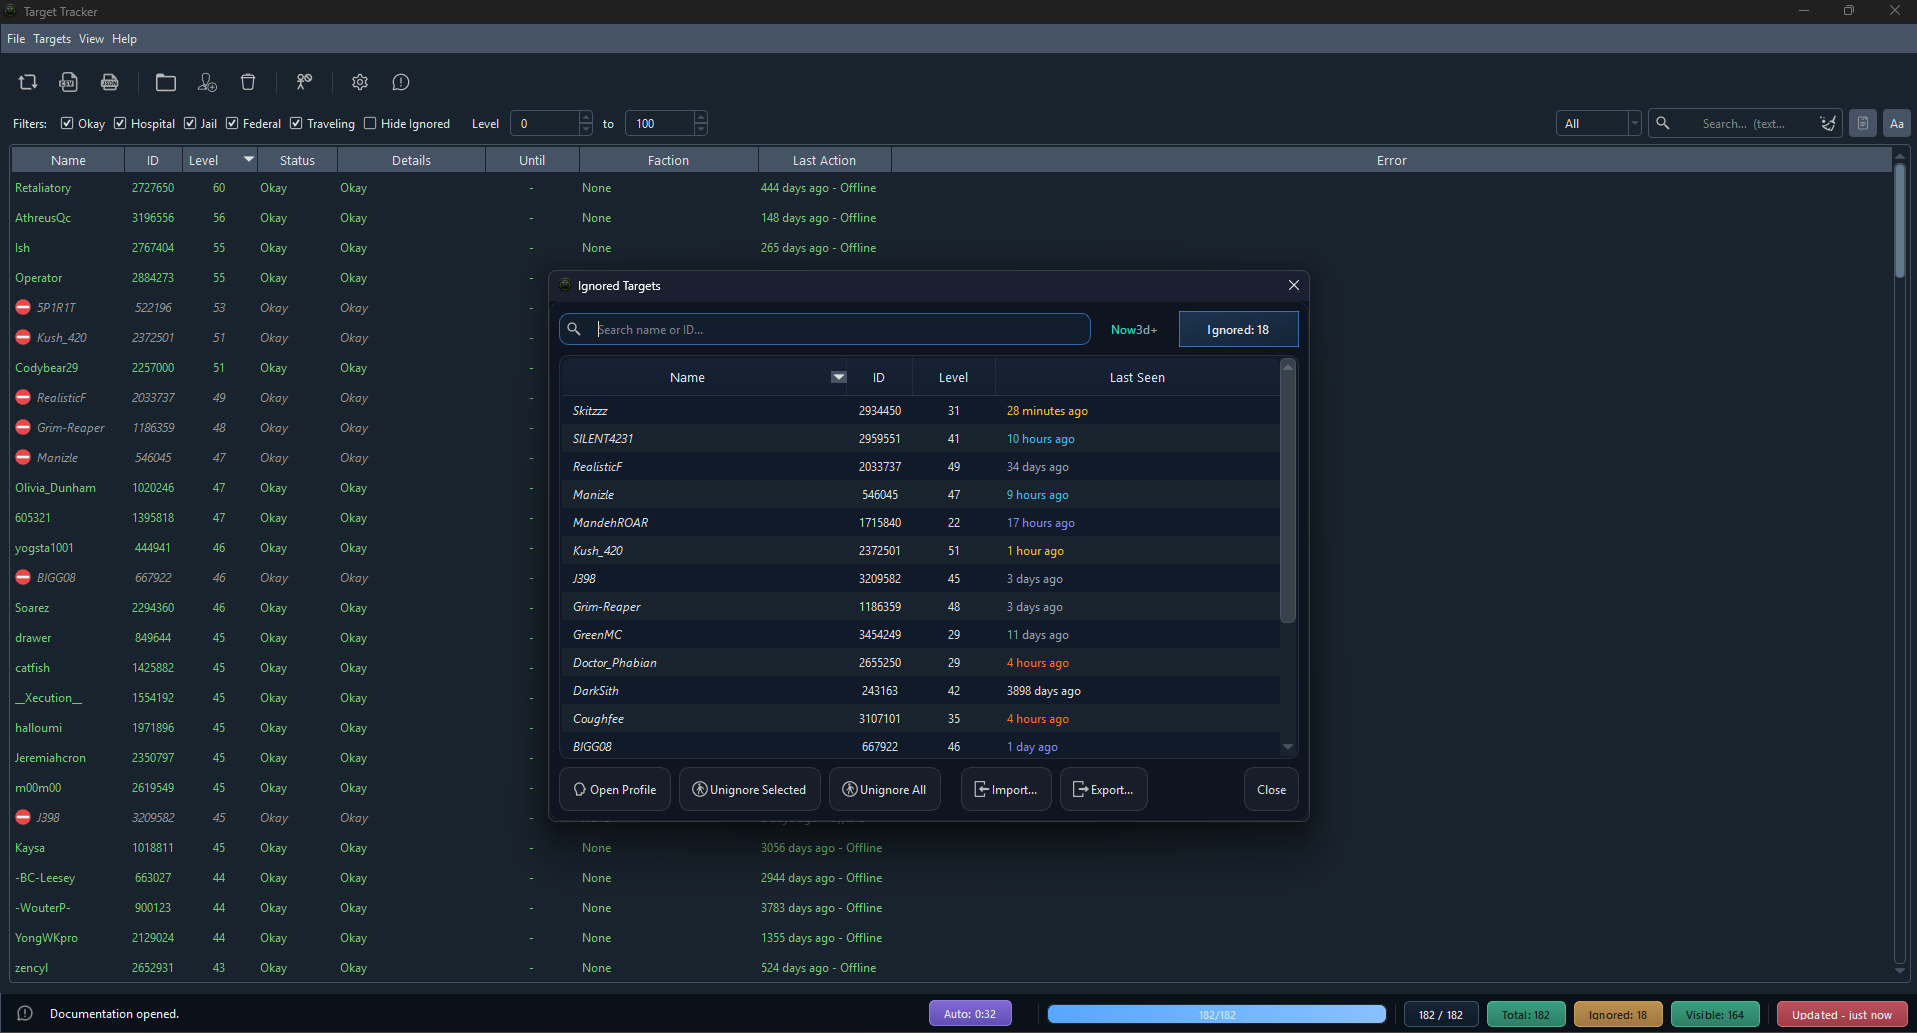 Target Tracker
File Targets View Help
CSV JSON
Filters: Okay Hospital Jail Federal Traveling Hide Ignored Level 0 to 100 All Search... (text... Aa
Name ID Level Status Details Until Faction Last Action Error
Retaliatory 2727650 60 Okay Okay - None 444 days ago - Offline
AthreusQc 3196556 56 Okay Okay - None 148 days ago - Offline
Ish 2767404 55 Okay Okay - None 265 days ago - Offline
Operator 2884273 55 Okay Okay -
5P1R1T 522196 53 Okay Okay -
Kush_420 2372501 51 Okay Okay -
Codybear29 2257000 51 Okay Okay -
RealisticF 2033737 49 Okay Okay -
Grim-Reaper 1186359 48 Okay Okay -
Manizle 546045 47 Okay Okay -
Olivia_Dunham 1020246 47 Okay Okay -
605321 1395818 47 Okay Okay -
yogsta1001 444941 46 Okay Okay -
BIGG08 667922 46 Okay Okay -
Soarez 2294360 46 Okay Okay -
drawer 849644 45 Okay Okay -
catfish 1425882 45 Okay Okay -
__Xecution__ 1554192 45 Okay Okay -
halloumi 1971896 45 Okay Okay -
Jeremiahcron 2350797 45 Okay Okay -
m00m00 2619549 45 Okay Okay -
J398 3209582 45 Okay Okay -
Kaysa 1018811 45 Okay Okay - None 3056 days ago - Offline
-BC-Leesey 663027 44 Okay Okay - None 2944 days ago - Offline
-WouterP- 900123 44 Okay Okay - None 3783 days ago - Offline
YongWKpro 2129024 44 Okay Okay - None 1355 days ago - Offline
zencyl 2652931 43 Okay Okay - None 524 days ago - Offline
Ignored Targets
Search name or ID... Now3d+ Ignored: 18
Name ID Level Last Seen
Skitzzz 2934450 31 28 minutes ago
SILENT4231 2959551 41 10 hours ago
RealisticF 2033737 49 34 days ago
Manizle 546045 47 9 hours ago
MandehROAR 1715840 22 17 hours ago
Kush_420 2372501 51 1 hour ago
J398 3209582 45 3 days ago
Grim-Reaper 1186359 48 3 days ago
GreenMC 3454249 29 11 days ago
Doctor_Phabian 2655250 29 4 hours ago
DarkSith 243163 42 3898 days ago
Coughfee 3107101 35 4 hours ago
BIGG08 667922 46 1 day ago
Open Profile Unignore Selected Unignore All Import... Export... Close
Documentation opened. Auto: 0:32 182/182 182 / 182 Total: 182 Ignored: 18 Visible: 164 Updated - just now